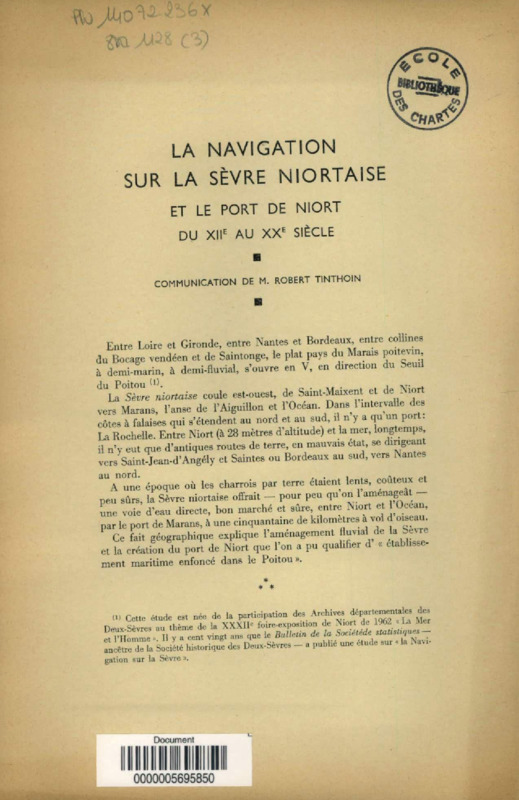 PN 14092236X
8va 1128 (3)
ECOLE
BIBLIOTHÈQUE
DES CHARTES
LA NAVIGATION
SUR LA SÈVRE NIORTAISE
ET LE PORT DE NIORT
DU XIIE AU XXE SIÈCLE
COMMUNICATION DE M. ROBERT TINTHOIN
Entre Loire et Gironde, entre Nantes et Bordeaux, entre collines
du Bocage vendéen et de Saintonge, le plat pays du Marais poitevin,
à demi-marin, à demi-fluvial, s'ouvre en V, en direction du Seuil
du Poitou (1).
La Sèvre niortaise coule est-ouest, de Saint-Maixent et de Niort
vers Marans, l'anse de l'Aiguillon et l'Océan. Dans l'intervalle des
côtes à falaises qui s'étendent au nord et au sud, il n'y a qu'un port :
La Rochelle. Entre Niort (à 28 mètres d'altitude) et la mer, longtemps,
il n'y eut que d'antiques routes de terre, en mauvais état, se dirigeant
vers Saint-Jean-d'Angély et Saintes ou Bordeaux au sud, vers Nantes
au nord.
A une époque où les charrois par terre étaient lents, coûteux et
peu sûrs, la Sèvre niortaise offrait — pour peu qu'on l'aménageât —
une voie d'eau directe, bon marché et sûre, entre Niort et l'Océan,
par le port de Marans, à une cinquantaine de kilomètres à vol d'oiseau.
Ce fait géographique explique l'aménagement fluvial de la Sèvre
et la création du port de Niort que l'on a pu qualifier d' « établisse-
ment maritime enfoncé dans le Poitou ».
(1) Cette étude est née de la participation des Archives départementales des
Deux-Sèvres au thème de la XXXIIe foire-exposition de Niort de 1962 « La Mer
et l'Homme ». Il y a cent vingt ans que le Bulletin de la Sociétéde statistiques —
ancêtre de la Société historique des Deux-Sèvres — a publié une étude sur « la Navi-
gation sur la Sèvre ».
Document
0000005695850